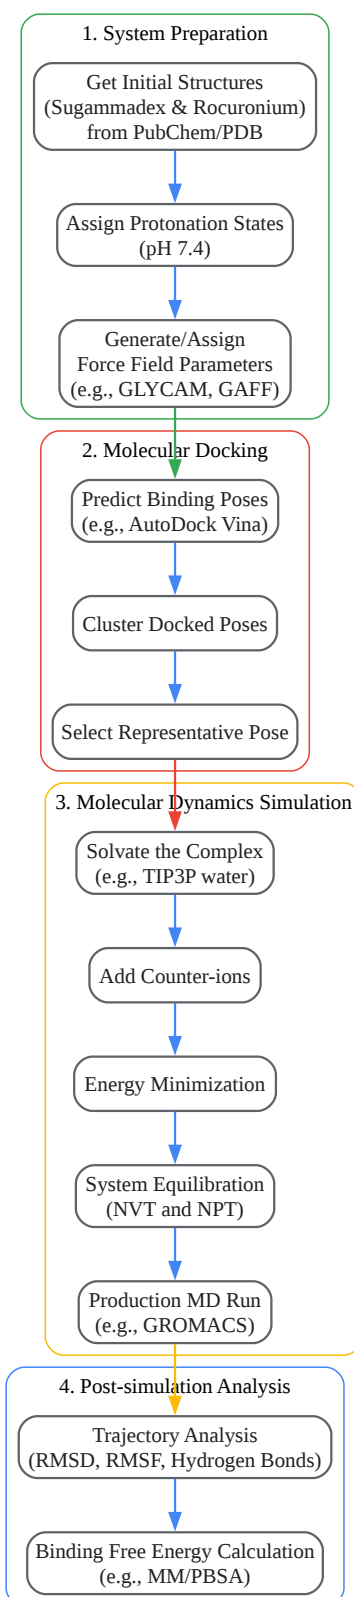 1. System Preparation
Get Initial Structures
(Sugammadex & Rocuronium)
from PubChem/PDB
Assign Protonation States
(pH 7.4)
Generate/Assign
Force Field Parameters
(e.g., GLYCAM, GAFF)
2. Molecular Docking
Predict Binding Poses
(e.g., AutoDock Vina)
Cluster Docked Poses
Select Representative Pose
3. Molecular Dynamics Simulation
Solvate the Complex
(e.g., TIP3P water)
Add Counter-ions
Energy Minimization
System Equilibration
(NVT and NPT)
Production MD Run
(e.g., GROMACS)
4. Post-simulation Analysis
Trajectory Analysis
(RMSD, RMSF, Hydrogen Bonds)
Binding Free Energy Calculation
(e.g., MM/PBSA)